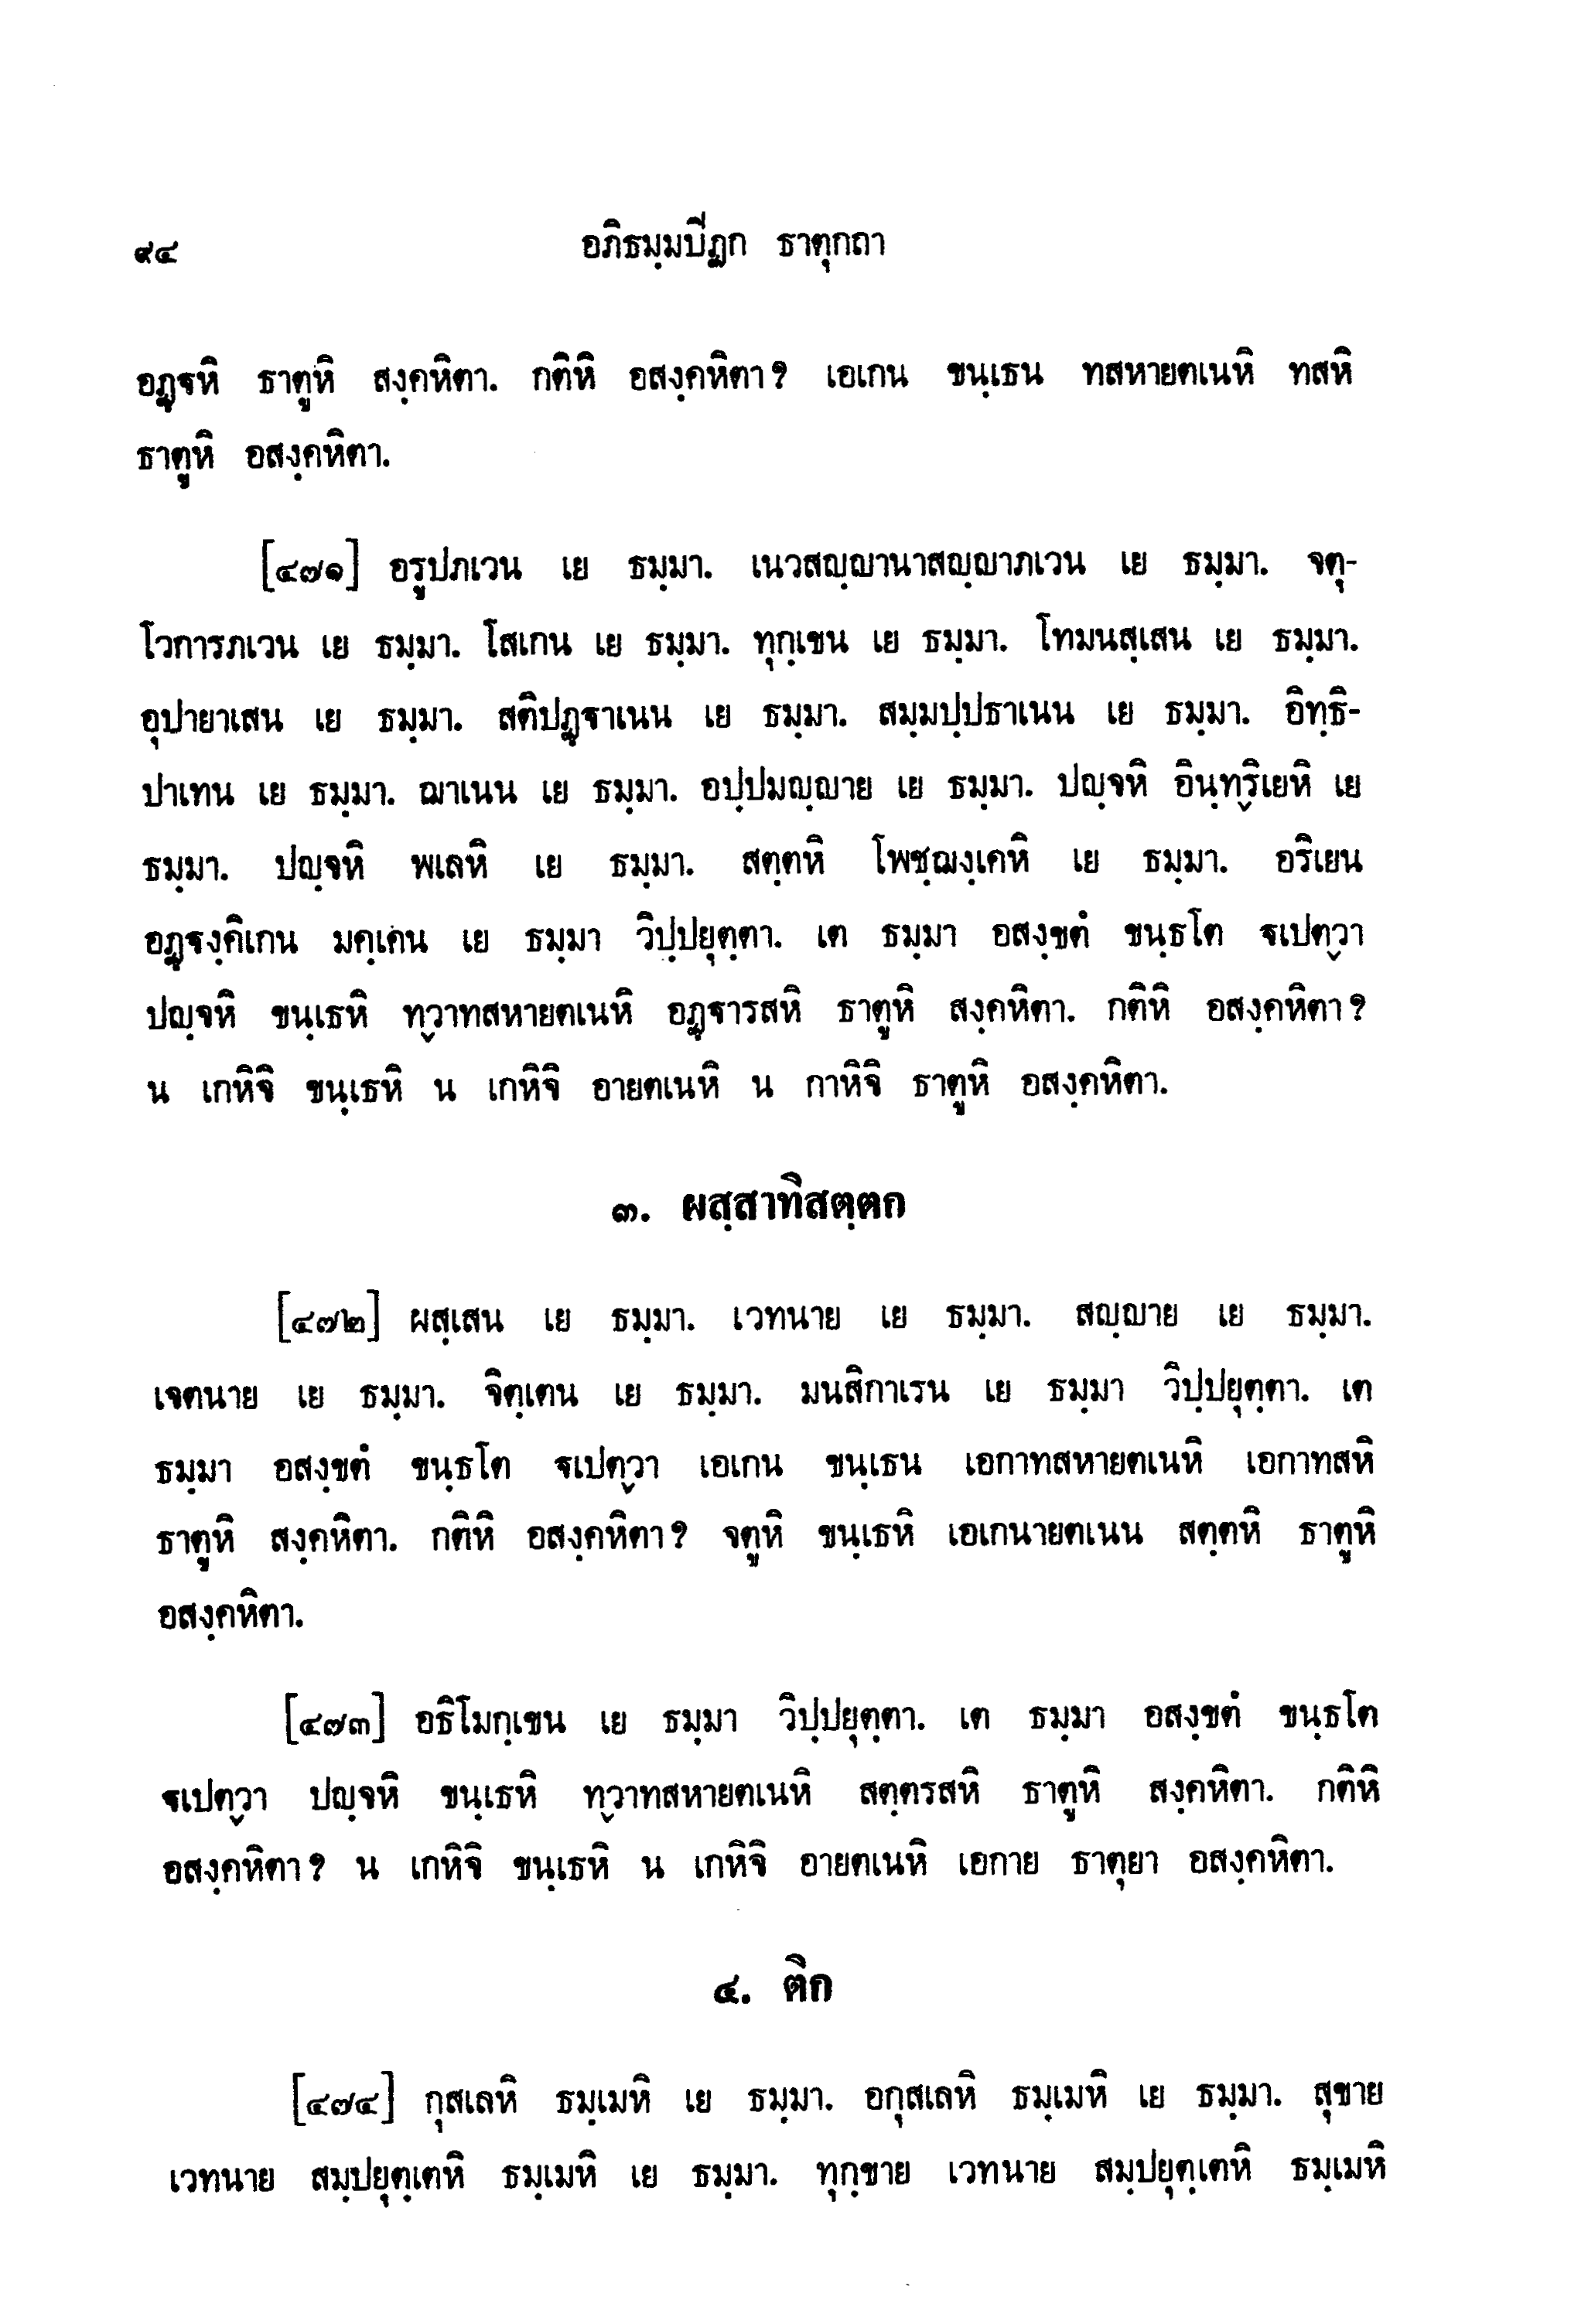 ๙๔ อภิธมฺมปีฏก ธาตุกถา
อฏฺฐหิ ธาตูหิ สงฺคหิตา. กติหิ อสงฺคหิตา? เอเกน ขนฺเธน ทสหายตเนหิ ทสหิ
ธาตูหิ อสงฺคหิตา.
[๔๗๑] อรูปภเวน เย ธมฺมา. เนวสญฺญานาสญฺญาภเวน เย ธมฺมา. จตุ-
โวการภเวน เย ธมฺมา. โสเกน เย ธมฺมา. ทุกฺเขน เย ธมฺมา. โทมนสฺเสน เย ธมฺมา.
อุปายาเสน เย ธมฺมา. สติปฏฺฐาเนน เย ธมฺมา. สมฺมปฺปธาเนน เย ธมฺมา. อิทฺธิ-
ปาเทน เย ธมฺมา. ฌาเนน เย ธมฺมา. อปฺปมญฺญาย เย ธมฺมา. ปญฺจหิ อินฺทฺริเยหิ เย
ธมฺมา. ปญฺจหิ พเลหิ เย ธมฺมา. สตฺตหิ โพชฺฌงฺเคหิ เย ธมฺมา. อริเยน
อฏฺฐงฺคิเกน มคฺเคน เย ธมฺมา วิปฺปยุตฺตา. เต ธมฺมา อสงฺขตํ ขนฺธโต ฐเปตฺวา
ปญฺจหิ ขนฺเธหิ ทฺวาทสหายตเนหิ อฏฺฐารสหิ ธาตูหิ สงฺคหิตา. กติหิ อสงฺคหิตา?
น เกหิจิ ขนฺเธหิ น เกหิจิ อายตเนหิ น กาหิจิ ธาตูหิ อสงฺคหิตา.
๓. ผสฺสาทิสตฺตก
[๔๗๒] ผสฺเสน เย ธมฺมา. เวทนาย เย ธมฺมา. สญฺญาย เย ธมฺมา.
เจตนาย เย ธมฺมา. จิตฺเตน เย ธมฺมา. มนสิกาเรน เย ธมฺมา วิปฺปยุตฺตา. เต
ธมฺมา อสงฺขตํ ขนฺธโต ฐเปตฺวา เอเกน ขนฺเธน เอกาทสหายตเนหิ เอกาทสหิ
ธาตูหิ สงฺคหิตา. กติหิ อสงฺคหิตา? จตูหิ ขนฺเธหิ เอเกนายตเนน สตฺตหิ ธาตูหิ
อสงฺคหิตา.
[๔๗๓] อธิโมกฺเขน เย ธมฺมา วิปฺปยุตฺตา. เต ธมฺมา อสงฺขตํ ขนฺธโต
ฐเปตฺวา ปญฺจหิ ขนฺเธหิ ทฺวาทสหายตเนหิ สตฺตรสหิ ธาตูหิ สงฺคหิตา. กติหิ
อสงฺคหิตา? น เกหิจิ ขนฺเธหิ น เกหิจิ อายตเนหิ เอกาย ธาตุยา อสงฺคหิตา.
๔. ติก
[๔๗๔] กุสเลหิ ธมฺเมหิ เย ธมฺมา. อกุสเลหิ ธมฺเมหิ เย ธมฺมา. สุขาย
เวทนาย สมฺปยุตฺเตหิ ธมฺเมหิ เย ธมฺมา. ทุกฺขาย เวทนาย สมฺปยุตฺเตหิ ธมฺเมหิ